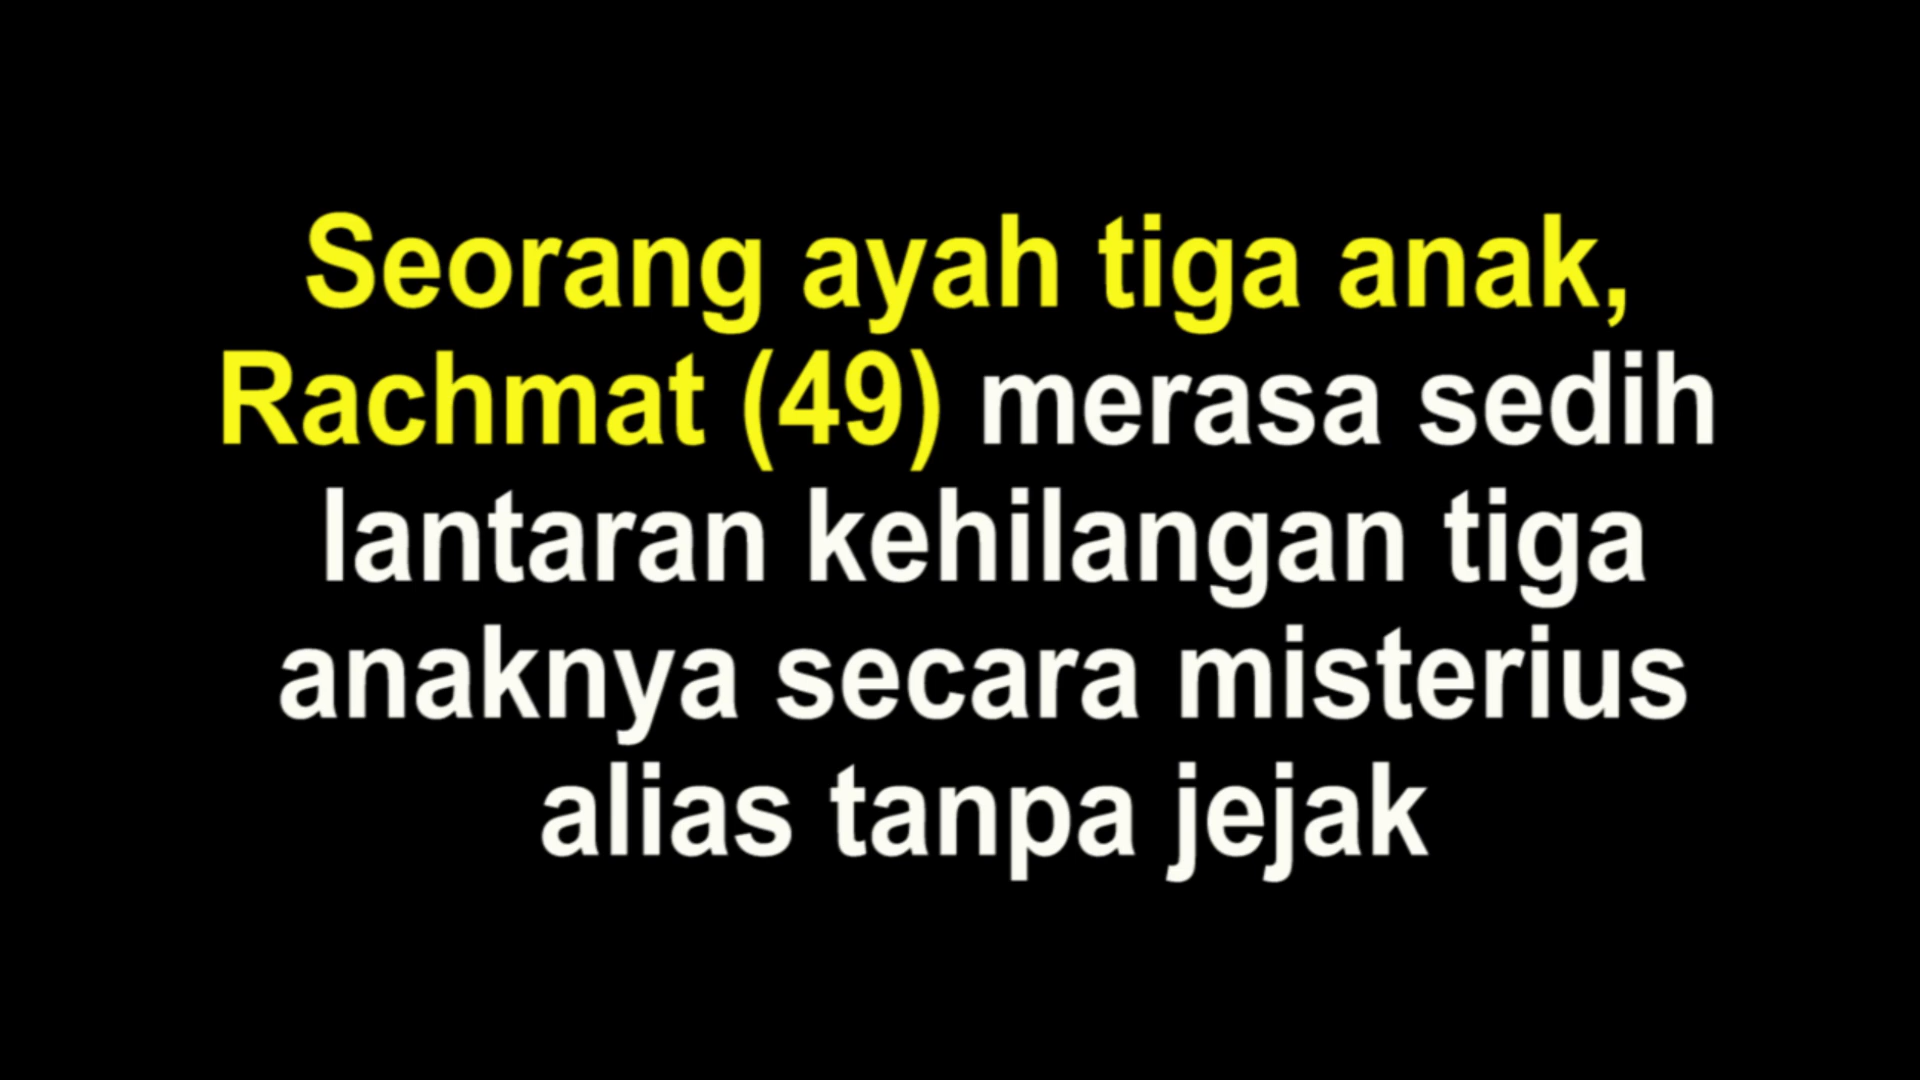 Seorang ayah tiga anak,
Rachmat (49) merasa sedih
lantaran kehilangan tiga
anaknya secara misterius
alias tanpa jejak